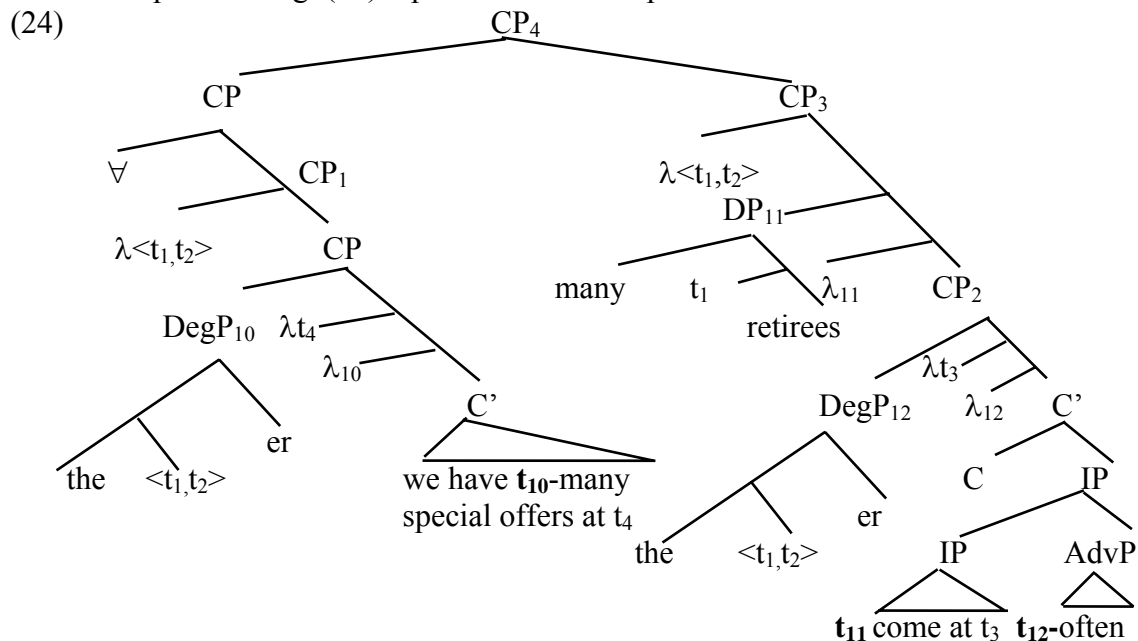 (24)
CP₄
CP CP₃
∀ CP₁ λ<t₁,t₂>
λ<t₁,t₂> CP DP₁₁
many t₁ λ₁₁ CP₂
retirees
DegP₁₀ λt₄
λ₁₀ λt₃
C’ DegP₁₂ λ₁₂ C’
er
the <t₁,t₂> we have t₁₀-many C IP
special offers at t₄ er
the <t₁,t₂> IP AdvP
t₁₁ come at t₃ t₁₂-often